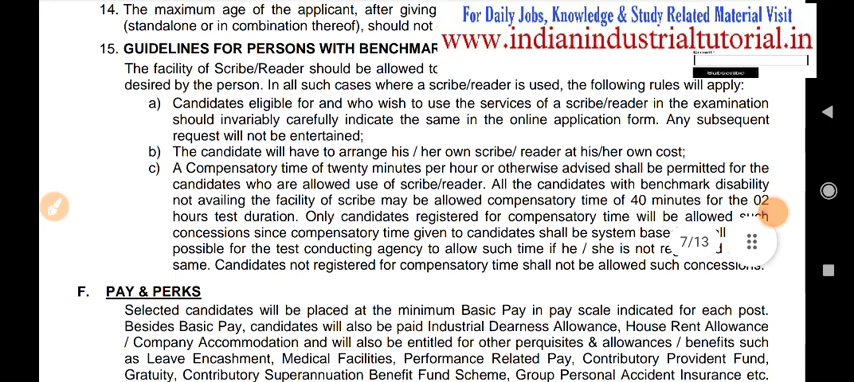 For Daily Jobs, Knowledge & Study Related Material Visit
www.indianindustrialtutorial.in
Subscribe
14. The maximum age of the applicant, after giving
(standalone or in combination thereof), should not
15. GUIDELINES FOR PERSONS WITH BENCHMAR
The facility of Scribe/Reader should be allowed to
desired by the person. In all such cases where a scribe/reader is used, the following rules will apply:
a) Candidates eligible for and who wish to use the services of a scribe/reader in the examination
should invariably carefully indicate the same in the online application form. Any subsequent
request will not be entertained;
b) The candidate will have to arrange his / her own scribe/ reader at his/her own cost;
c) A Compensatory time of twenty minutes per hour or otherwise advised shall be permitted for the
candidates who are allowed use of scribe/reader. All the candidates with benchmark disability
not availing the facility of scribe may be allowed compensatory time of 40 minutes for the 02
hours test duration. Only candidates registered for compensatory time will be allowed such
concessions since compensatory time given to candidates shall be system base
possible for the test conducting agency to allow such time if he / she is not
7/13
same. Candidates not registered for compensatory time shall not be allowed such concessions.
F. PAY & PERKS
Selected candidates will be placed at the minimum Basic Pay in pay scale indicated for each post.
Besides Basic Pay, candidates will also be paid Industrial Dearness Allowance, House Rent Allowance
/ Company Accommodation and will also be entitled for other perquisites & allowances / benefits such
as Leave Encashment, Medical Facilities, Performance Related Pay, Contributory Provident Fund,
Gratuity, Contributory Superannuation Benefit Fund Scheme, Group Personal Accident Insurance etc.